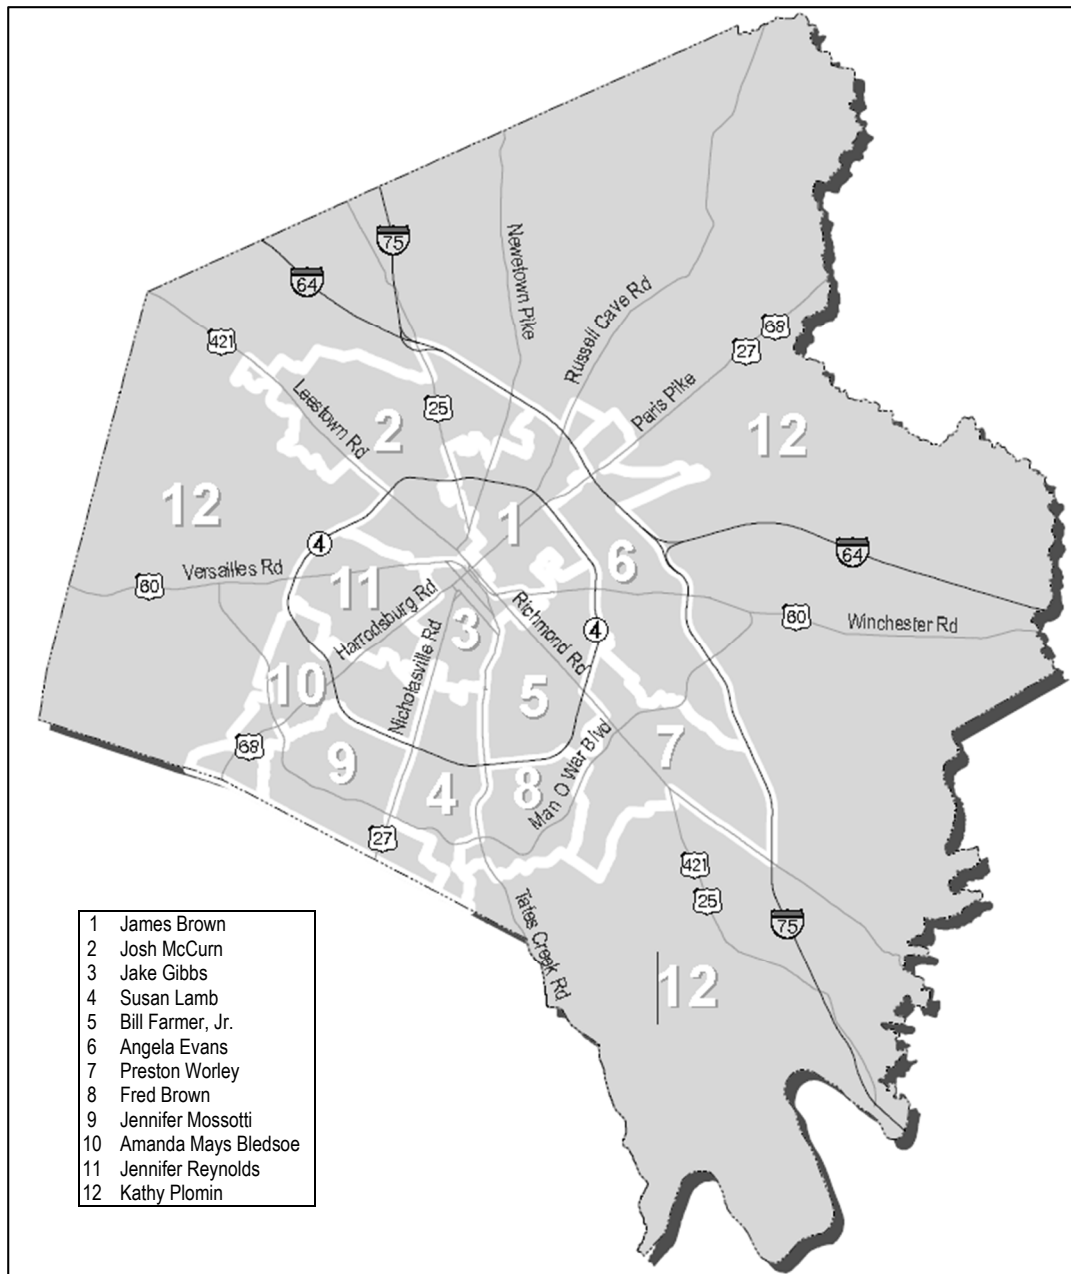 75
64
Newetown Pike
Russell Cave Rd
68
421
27
Paris Pike
Leestown Rd
25
2
12
12
1
4
64
6
Versailles Rd
60
11
Harrodsburg Rd
Richmond Rd
60
Winchester Rd
3
4
Nicholasville Rd
10
5
68
9
7
Man O War Blvd
4
8
27
421
25
75
Tates Creek Rd
12
1 James Brown
2 Josh McCurn
3 Jake Gibbs
4 Susan Lamb
5 Bill Farmer, Jr.
6 Angela Evans
7 Preston Worley
8 Fred Brown
9 Jennifer Mossotti
10 Amanda Mays Bledsoe
11 Jennifer Reynolds
12 Kathy Plomin